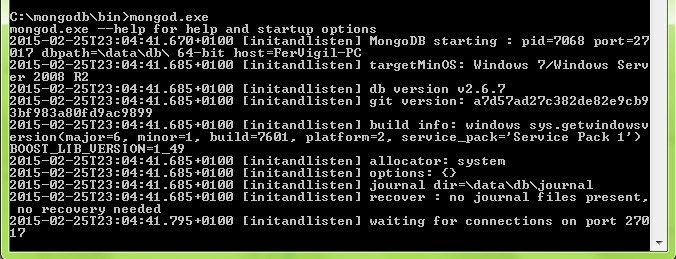 C:\mongodb\bin>mongod.exe
mongod.exe --help for help and startup options
2015-02-25T23:04:41.670+0100 [initandlisten] MongoDB starting : pid=7068 port=27
017 dbpath=\data\db\ 64-bit host=FerVigil-PC
2015-02-25T23:04:41.685+0100 [initandlisten] targetMinOS: Windows 7/Windows Serv
er 2008 R2
2015-02-25T23:04:41.685+0100 [initandlisten] db version v2.6.7
2015-02-25T23:04:41.685+0100 [initandlisten] git version: a7d57ad27c382de82e9cb9
3bf983a80fd9ac9899
2015-02-25T23:04:41.685+0100 [initandlisten] build info: windows sys.getwindowsv
ersion(major=6, minor=1, build=7601, platform=2, service_pack='Service Pack 1')
BOOST_LIB_VERSION=1_49
2015-02-25T23:04:41.685+0100 [initandlisten] allocator: system
2015-02-25T23:04:41.685+0100 [initandlisten] options: {}
2015-02-25T23:04:41.685+0100 [initandlisten] journal dir=\data\db\journal
2015-02-25T23:04:41.685+0100 [initandlisten] recover : no journal files present,
no recovery needed
2015-02-25T23:04:41.795+0100 [initandlisten] waiting for connections on port 270
17